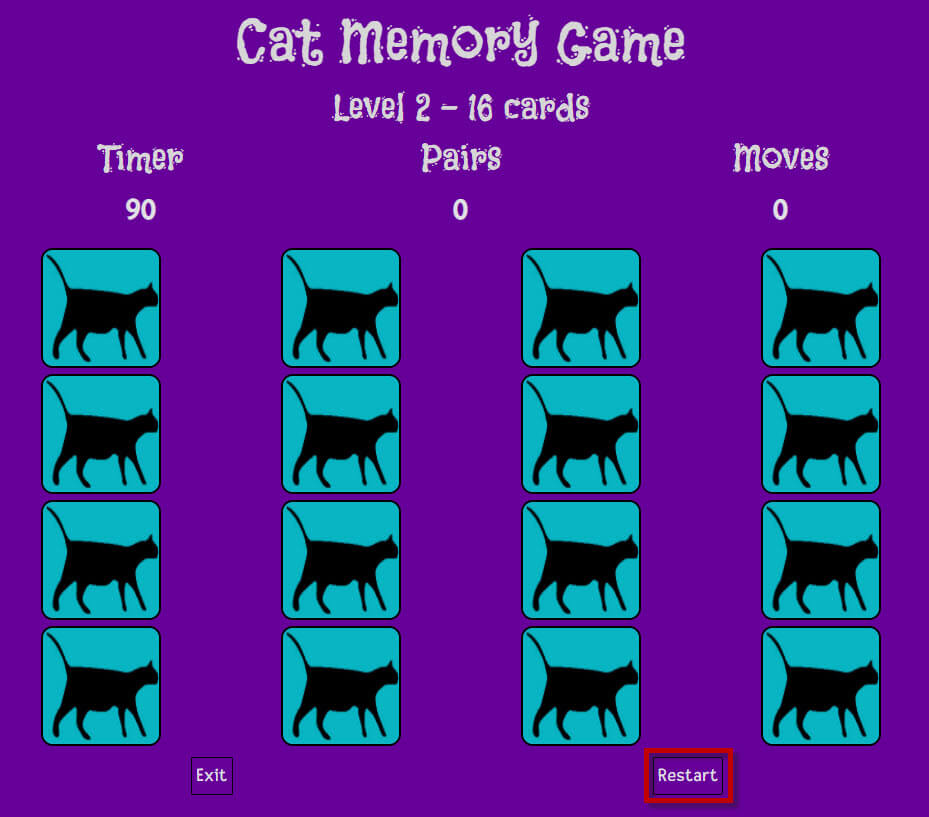 Cat Memory Game
Level 2 - 16 cards
Timer Pairs Moves
90 0 0
Exit Restart